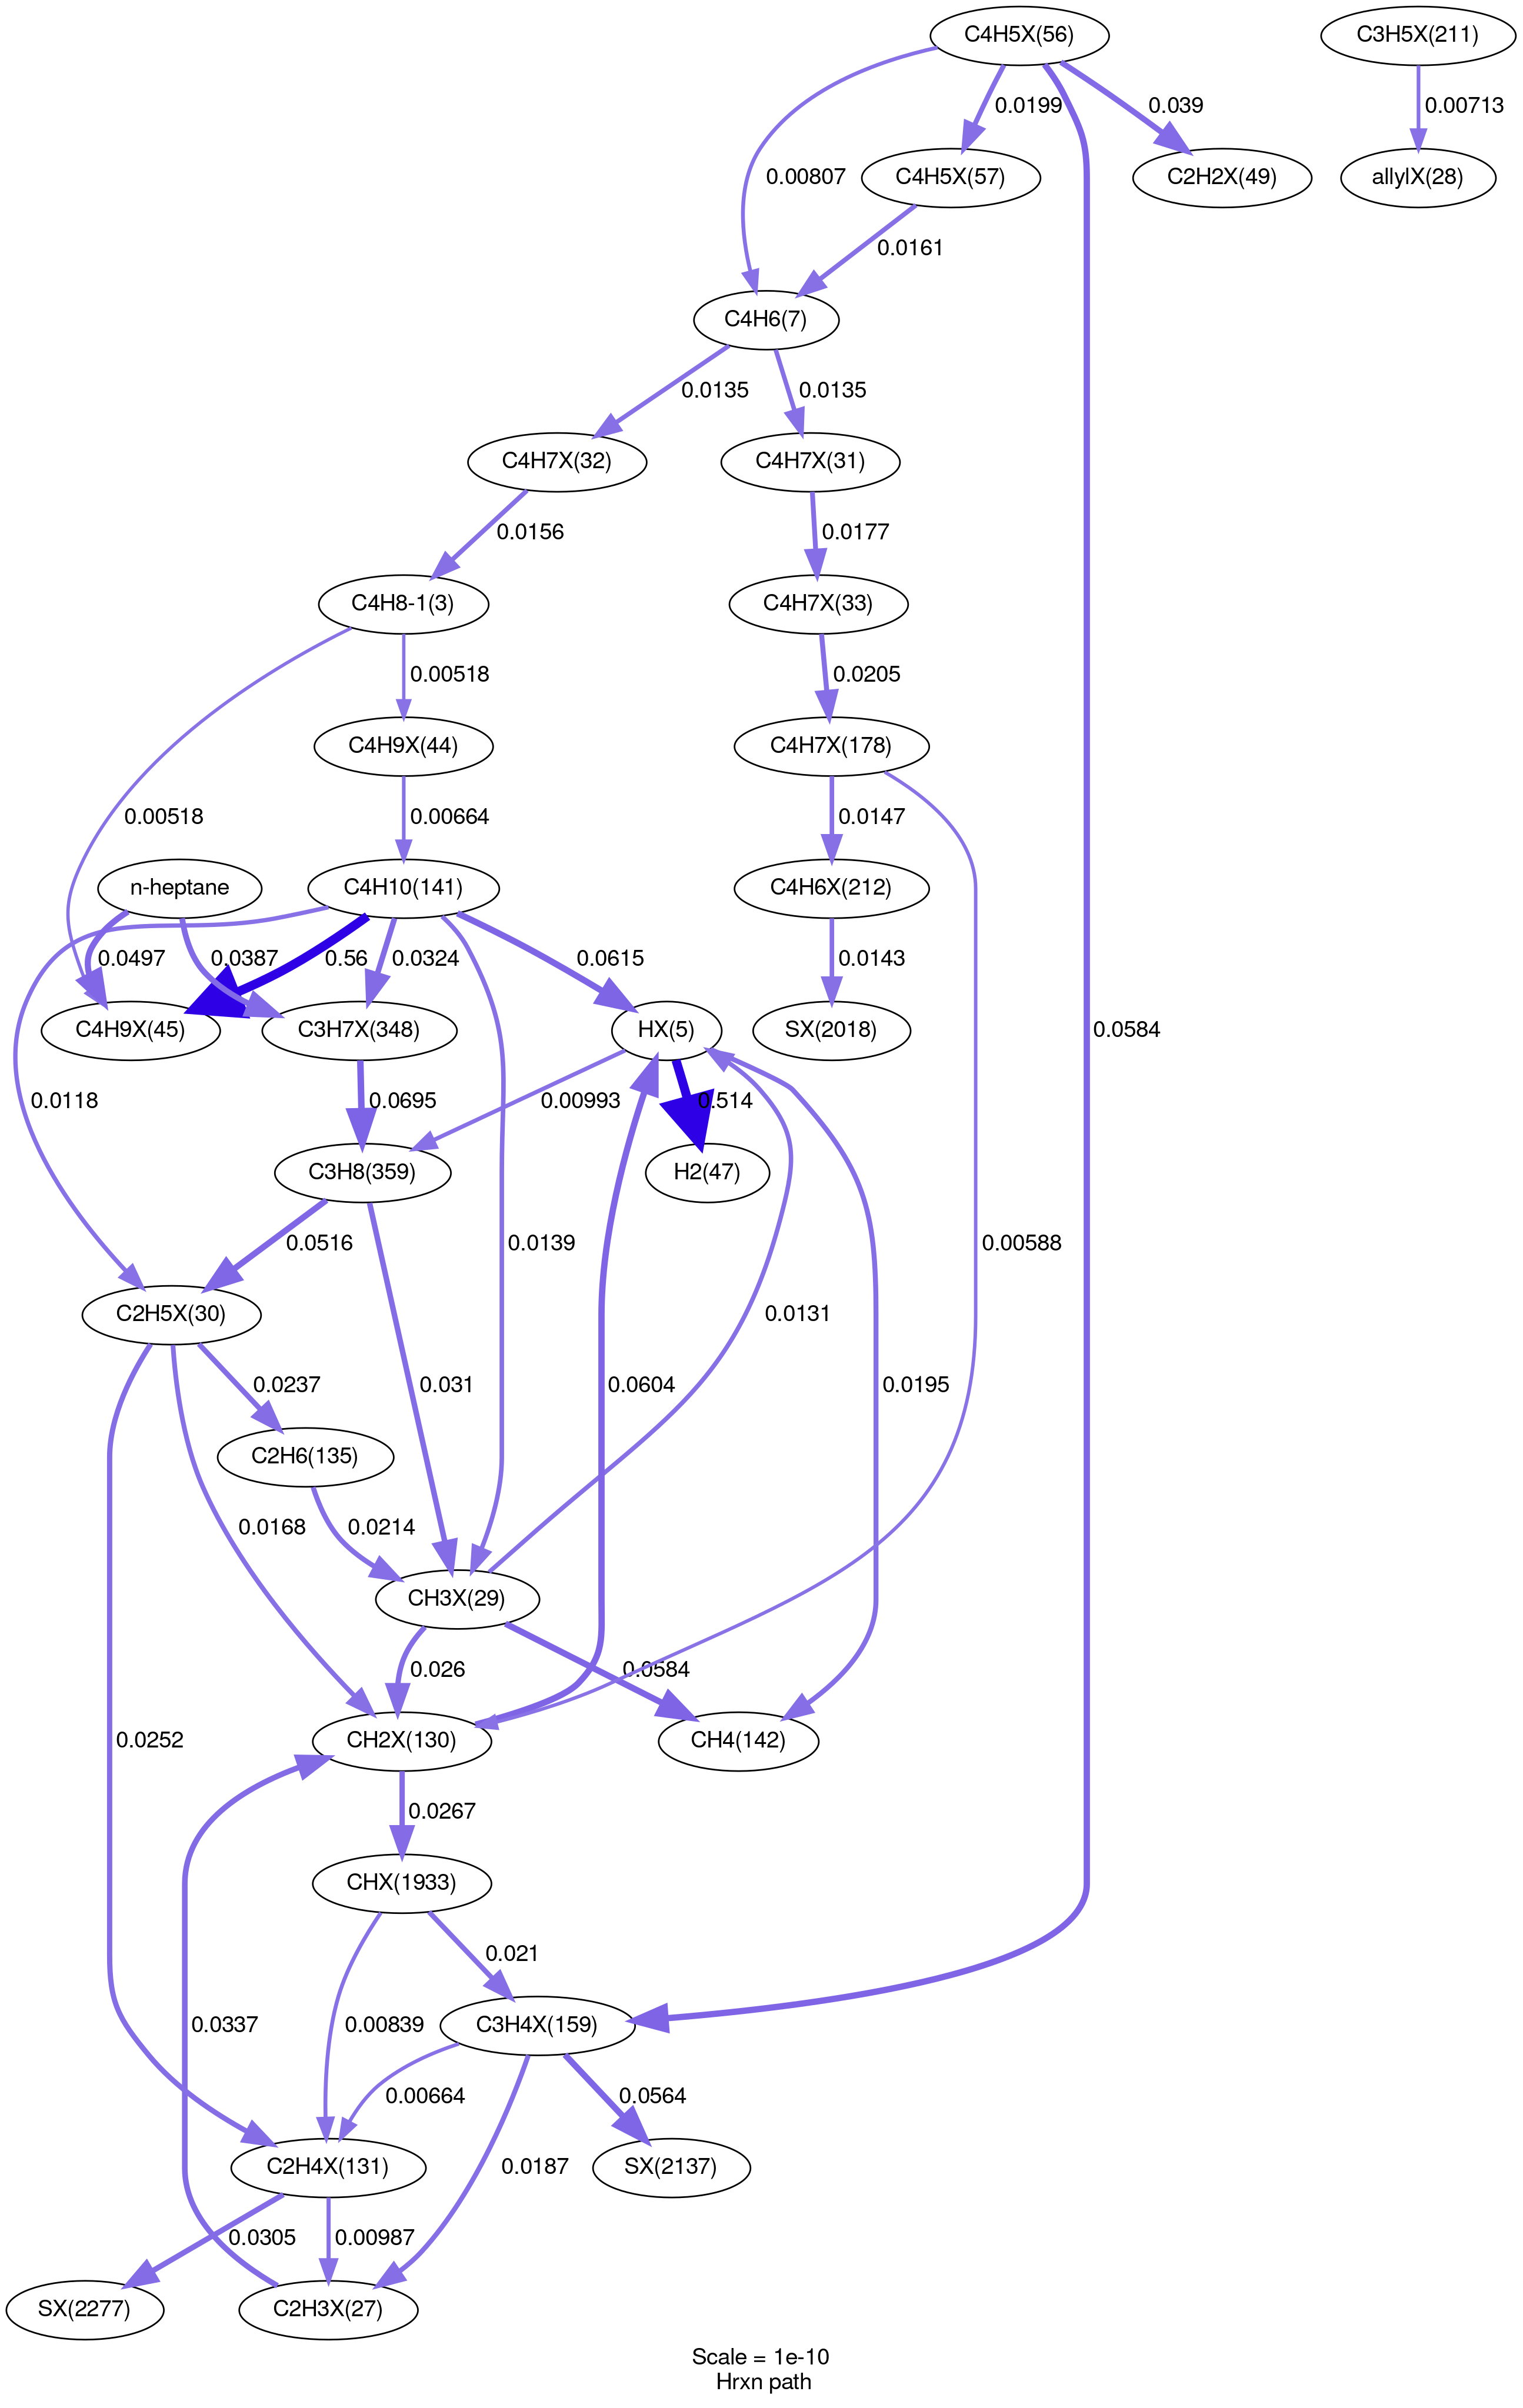 C4H5X(56)
C3H5X(211)
0.0199
0.039
0.00713
0.00807
C4H5X(57)
C2H2X(49)
allylX(28)
0.0161
C4H6(7)
0.0135
0.0135
C4H7X(32)
C4H7X(31)
0.0156
0.0177
C4H8-1(3)
C4H7X(33)
0.00518
0.0205
C4H9X(44)
C4H7X(178)
0.00518
0.00664
0.0147
n-heptane
C4H10(141)
C4H6X(212)
0.0497
0.0387
0.56
0.0324
0.0615
0.0143
C4H9X(45)
C3H7X(348)
HX(5)
SX(2018)
0.0584
0.0118
0.0695
0.00993
0.514
C3H8(359)
H2(47)
0.0516
0.0139
0.00588
C2H5X(30)
0.0131
0.0237
0.031
0.0604
0.0195
C2H6(135)
0.0168
0.0214
CH3X(29)
0.0252
0.026
0.0584
CH2X(130)
CH4(142)
0.0267
CHX(1933)
0.0337
0.00839
0.021
C3H4X(159)
0.00664
0.0564
0.0187
C2H4X(131)
SX(2137)
0.0305
0.00987
SX(2277)
C2H3X(27)
Scale = 1e-10
Hrxn path